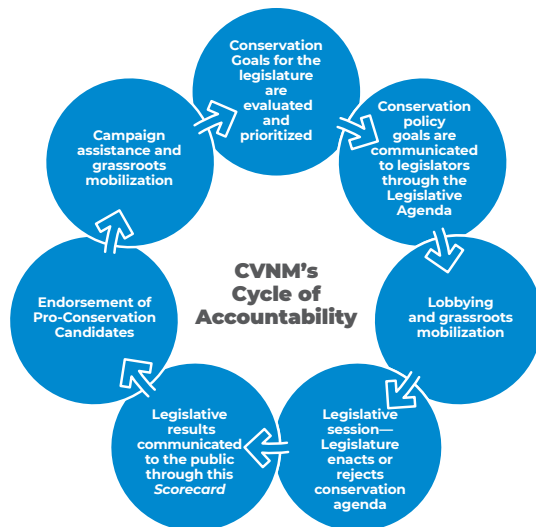 Conservation
Goals for the
legislature
are
evaluated
and
prioritized
Conservation
policy
goals are
communicated
to legislators
through the
Legislative
Agenda
Lobbying
and grassroots
mobilization
Legislative
session—
Legislature
enacts or
rejects
conservation
agenda
Legislative
results
communicated
to the public
through this
Scorecard
Endorsement of
Pro-Conservation
Candidates
Campaign
assistance and
grassroots
mobilization
CVNM’s
Cycle of
Accountability